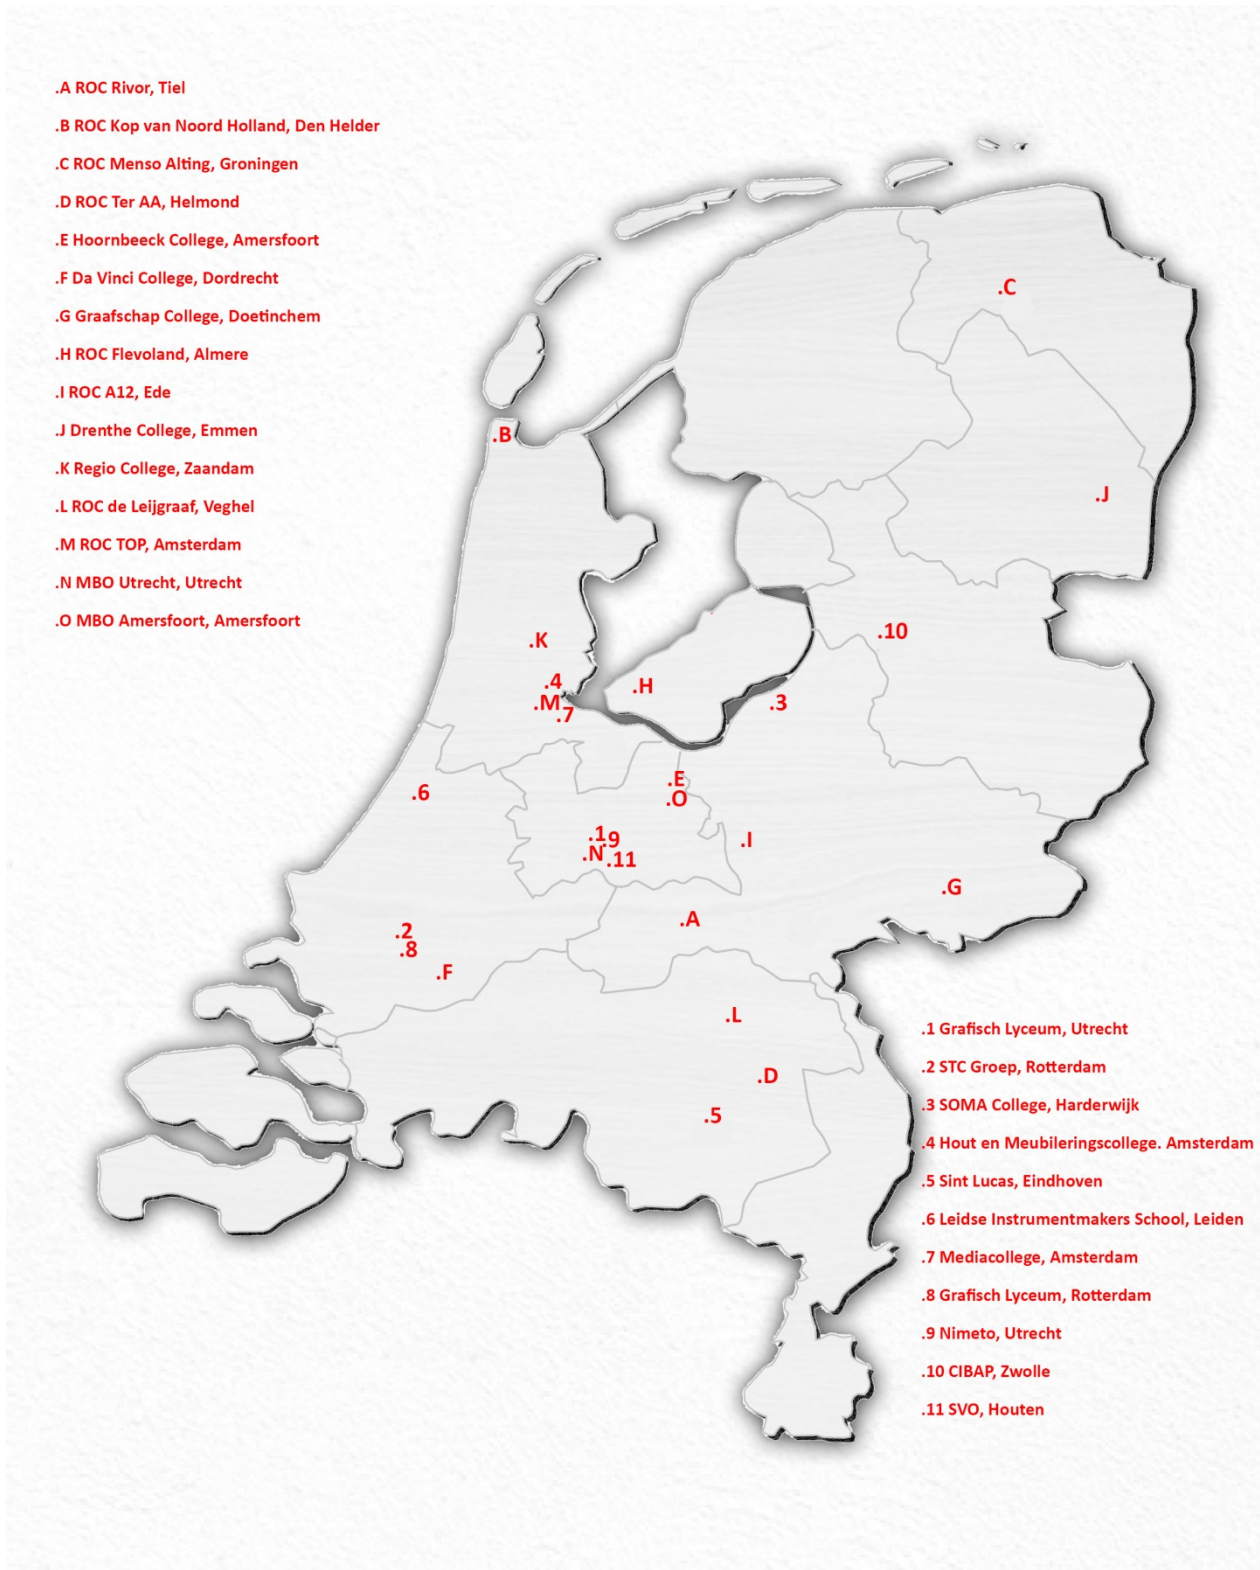 .A ROC Rivor, Tiel
.B ROC Kop van Noord Holland, Den Helder
.C ROC Menso Alting, Groningen
.D ROC Ter AA, Helmond
.E Hoornbeeck College, Amersfoort
.F Da Vinci College, Dordrecht
.G Graafschap College, Doetinchem
.H ROC Flevoland, Almere
.I ROC A12, Ede
.J Drenthe College, Emmen
.K Regio College, Zaandam
.L ROC de Leijgraaf, Veghel
.M ROC TOP, Amsterdam
.N MBO Utrecht, Utrecht
.O MBO Amersfoort, Amersfoort
.C
.B
.J
.10
.K
.4
.H
.M
.3
.7
.E
.6
.O
.1
.9
.I
.N
.11
.G
.A
.2
.8
.F
.L
.D
.5
.1 Grafisch Lyceum, Utrecht
.2 STC Groep, Rotterdam
.3 SOMA College, Harderwijk
.4 Hout en Meubileringscollege. Amsterdam
.5 Sint Lucas, Eindhoven
.6 Leidse Instrumentmakers School, Leiden
.7 Mediacollege, Amsterdam
.8 Grafisch Lyceum, Rotterdam
.9 Nimeto, Utrecht
.10 CIBAP, Zwolle
.11 SVO, Houten